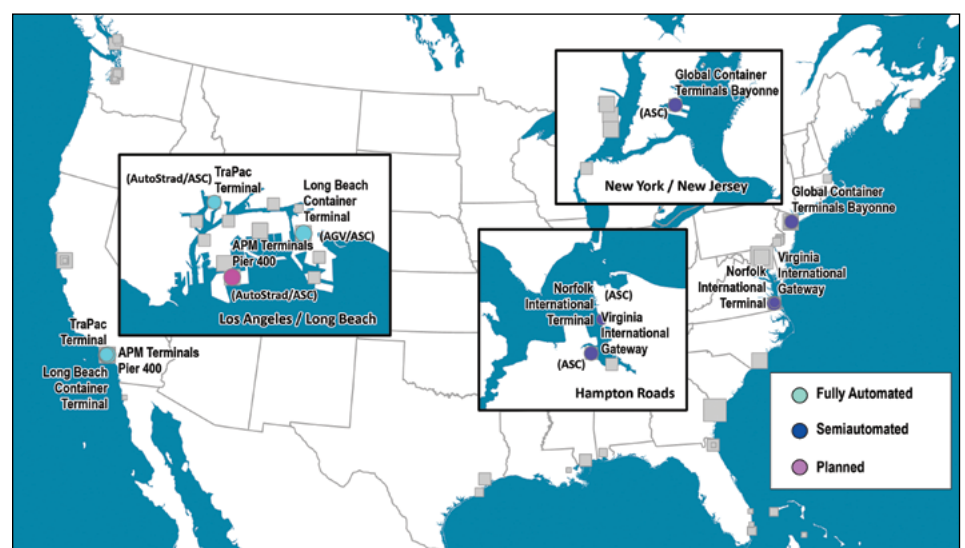 Global Container
Terminals Bayonne
(ASC)
New York / New Jersey
(AutoStrad/ASC)
TraPac
Terminal
Long Beach
Container
Terminal
(AGV/ASC)
APM Terminals
Pier 400
(AutoStrad/ASC)
Los Angeles / Long Beach
Global Container
Terminals Bayonne
Norfolk
International
Terminal
(ASC)
Virginia
International
Gateway
(ASC)
Hampton Roads
Norfolk
International
Terminal
Virginia
International
Gateway
TraPac
Terminal
APM Terminals
Pier 400
Long Beach
Container
Terminal
Fully Automated
Semiautomated
Planned